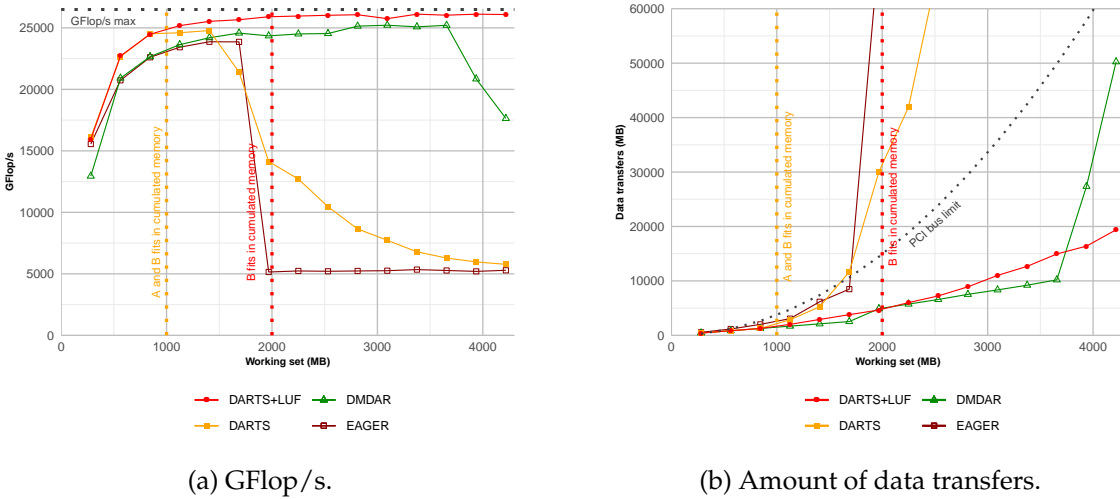 GFlop/s max
25000
20000
15000
10000
5000
0
GFlop/s
A and B fits in cumulated memory
B fits in cumulated memory
0 1000 2000 3000 4000
Working set (MB)
DARTS+LUF DMDAR
DARTS EAGER
(a) GFlop/s.
60000
50000
40000
30000
20000
10000
0
Data transfers (MB)
A and B fits in cumulated memory
B fits in cumulated memory
PCI bus limit
0 1000 2000 3000 4000
Working set (MB)
DARTS+LUF DMDAR
DARTS EAGER
(b) Amount of data transfers.